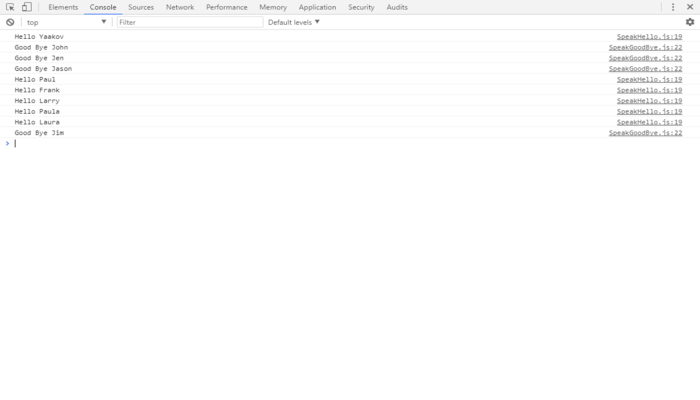 Elements Console Sources Network Performance Memory Application Security Audits
top Filter Default levels
Hello Yaakov SpeakHello.js:19
Good Bye John SpeakGoodBye.js:22
Good Bye Jen SpeakGoodBye.js:22
Good Bye Jason SpeakGoodBye.js:22
Hello Paul SpeakHello.js:19
Hello Frank SpeakHello.js:19
Hello Larry SpeakHello.js:19
Hello Paula SpeakHello.js:19
Hello Laura SpeakHello.js:19
Good Bye Jim SpeakGoodBye.js:22